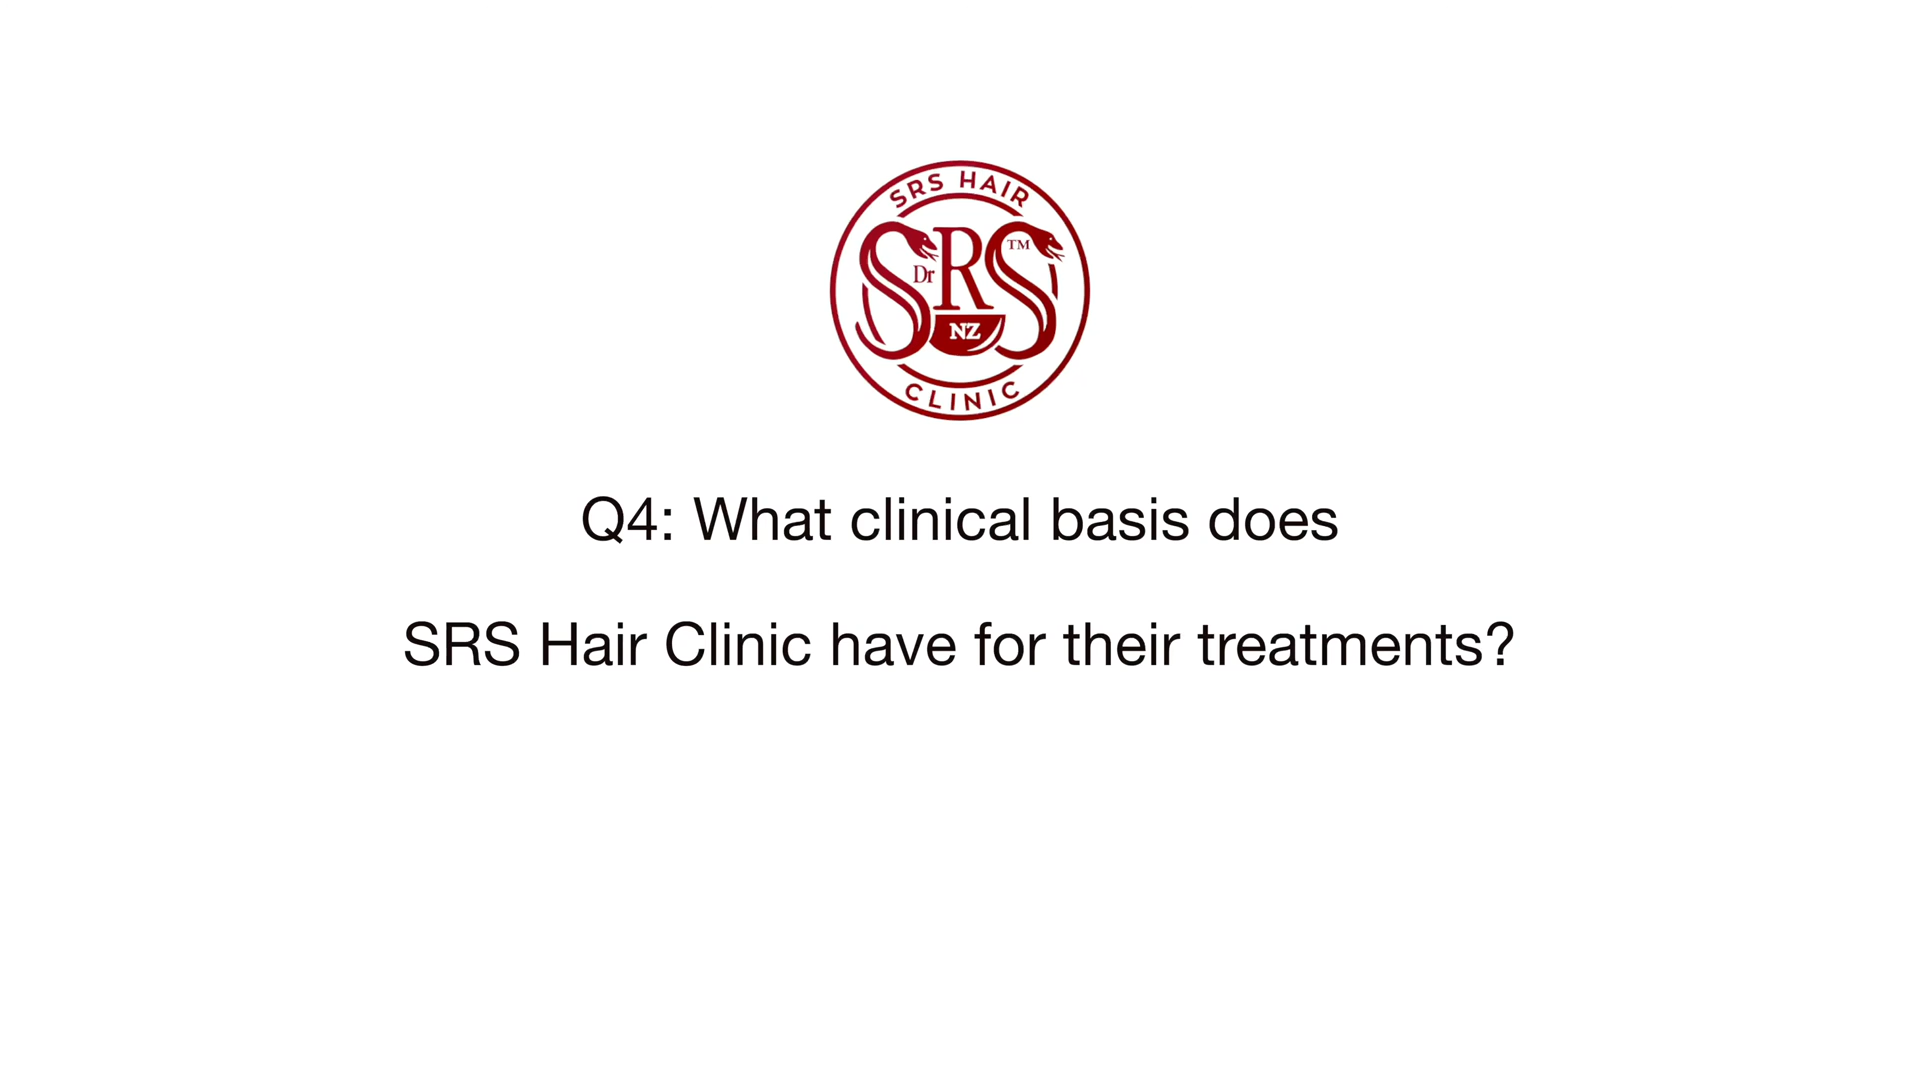 SRS HAIR
Dr SRS ™
NZ
CLINIC
Q4: What clinical basis does
SRS Hair Clinic have for their treatments?